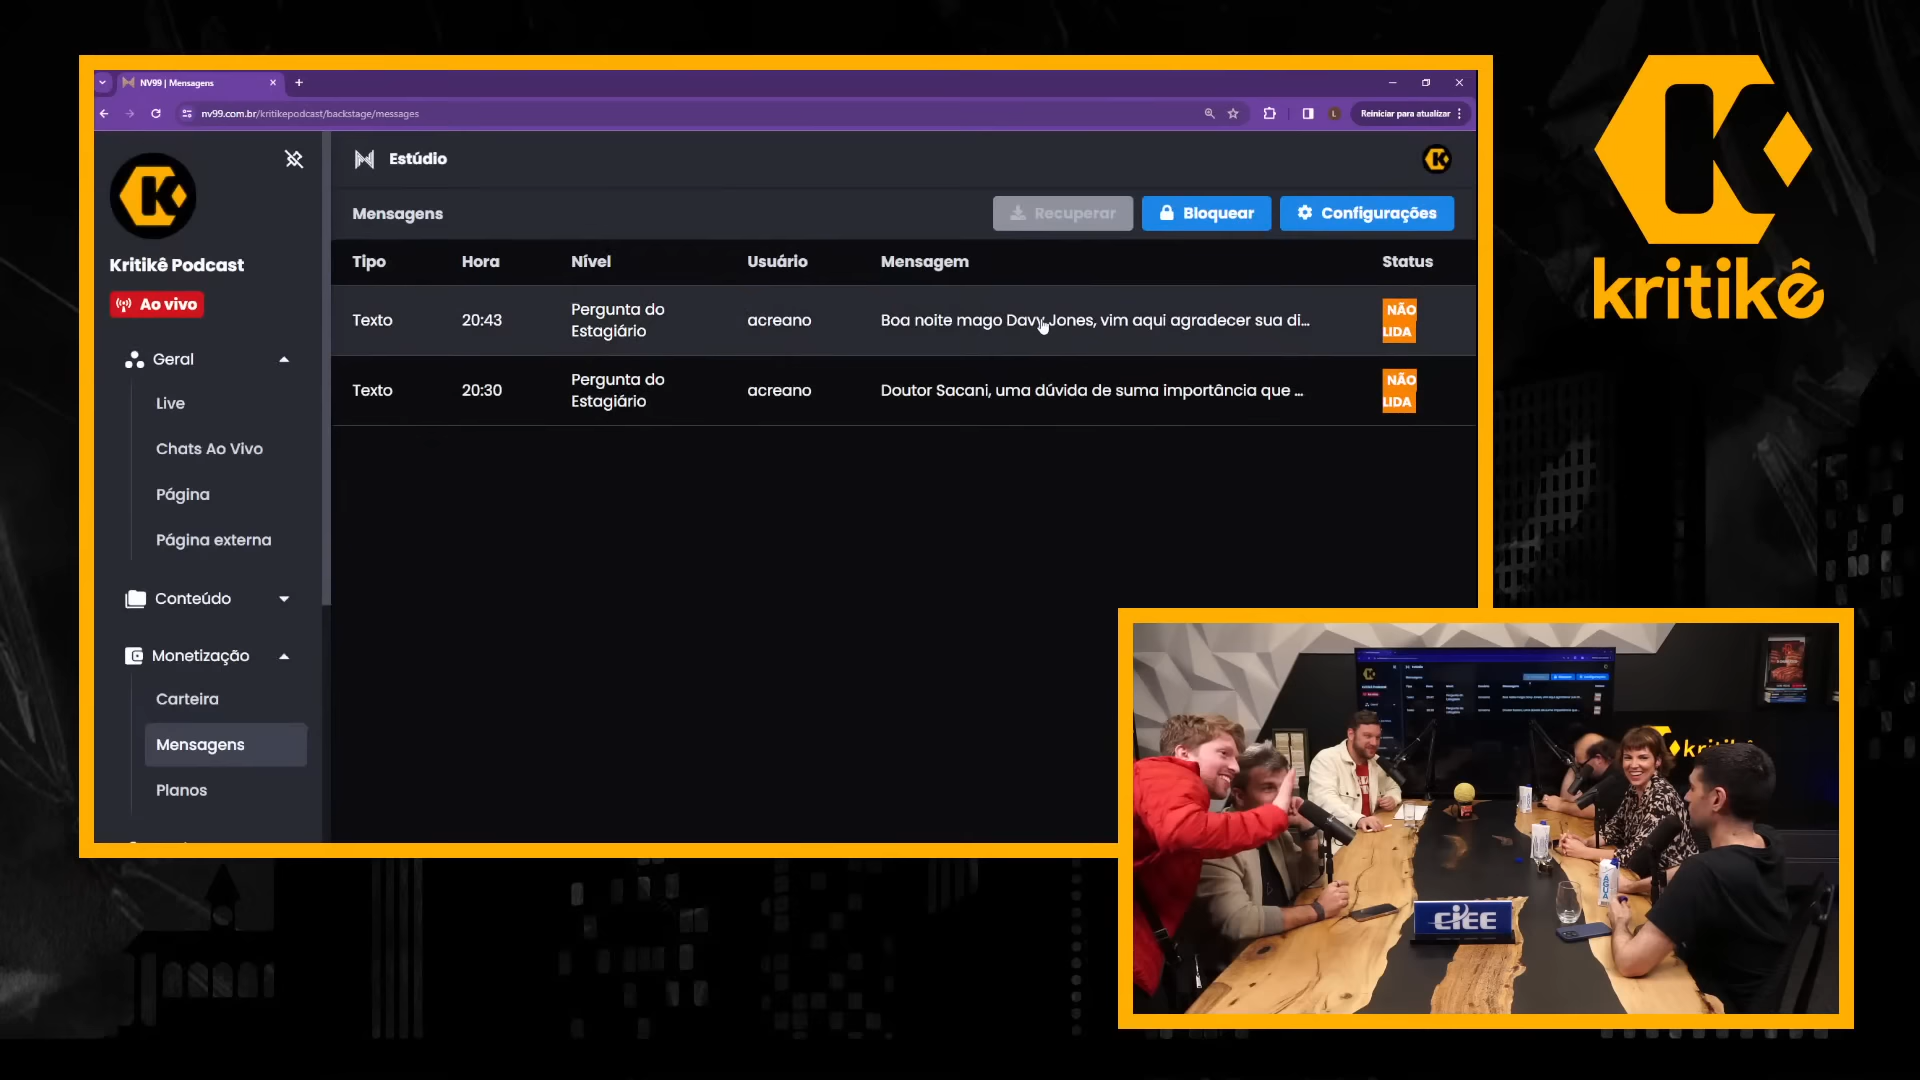 NV99 | Mensagens
nv99.com.br/kritikepodcast/backstage/messages
L
Reiniciar para atualizar
Kritikê Podcast
Ao vivo
Geral
Live
Chats Ao Vivo
Página
Página externa
Conteúdo
Monetização
Carteira
Mensagens
Planos
Estúdio
Mensagens
Recuperar
Bloquear
Configurações
Tipo Hora Nível Usuário Mensagem Status
Texto 20:43 Pergunta do Estagiário acreano Boa noite mago Davy Jones, vim aqui agradecer sua di... NÃO LIDA
Texto 20:30 Pergunta do Estagiário acreano Doutor Sacani, uma dúvida de suma importância que ... NÃO LIDA
kritikê
CIEE
ÁGUA